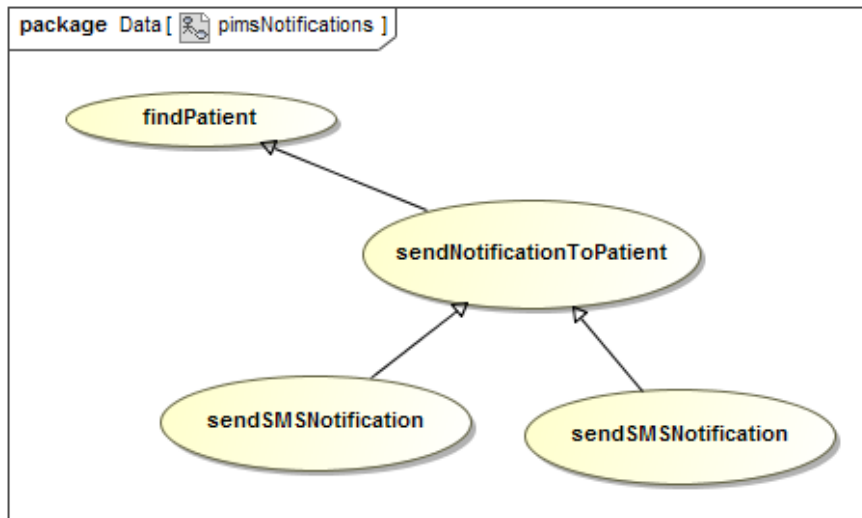 package Data [ pimsNotifications ]
findPatient
sendNotificationToPatient
sendSMSNotification
sendSMSNotification